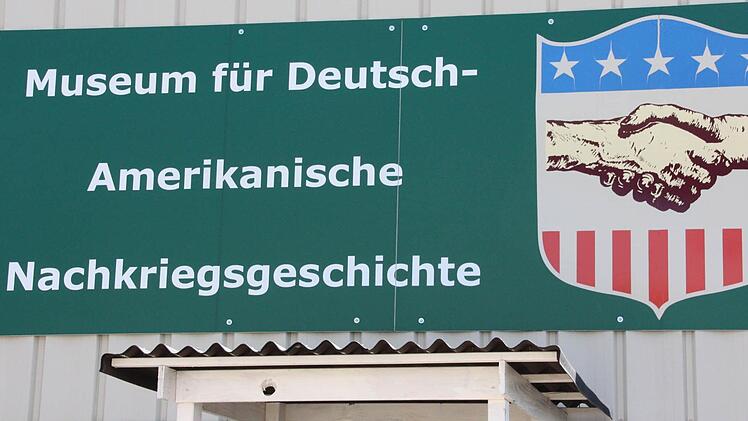 Museum für Deutsch-
Amerikanische
Nachkriegsgeschichte